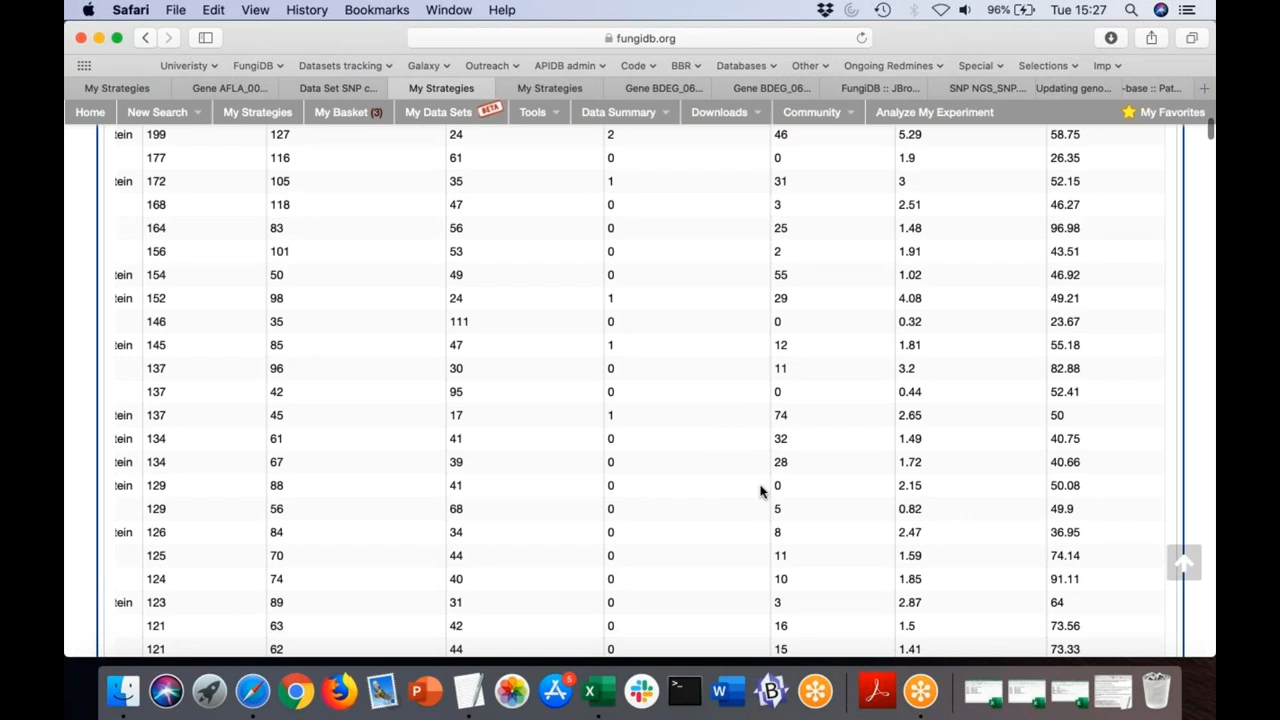 Safari File Edit View History Bookmarks Window Help 96% Tue 15:27
fungidb.org
Univeristy FungiDB Datasets tracking Galaxy Outreach APIDB admin Code BBR Databases Other Ongoing Redmines Special Selections Imp
My Strategies Gene AFLA_00... Data Set SNP c... My Strategies My Strategies Gene BDEG_06... Gene BDEG_06... FungiDB :: JBro... SNP NGS_SNP.... Updating geno... -base :: Pat...
Home New Search My Strategies My Basket (3) My Data Sets BETA Tools Data Summary Downloads Community Analyze My Experiment My Favorites
tein 199 127 24 2 46 5.29 58.75
177 116 61 0 0 1.9 26.35
tein 172 105 35 1 31 3 52.15
168 118 47 0 3 2.51 46.27
164 83 56 0 25 1.48 96.98
156 101 53 0 2 1.91 43.51
tein 154 50 49 0 55 1.02 46.92
tein 152 98 24 1 29 4.08 49.21
146 35 111 0 0 0.32 23.67
tein 145 85 47 1 12 1.81 55.18
137 96 30 0 11 3.2 82.88
137 42 95 0 0 0.44 52.41
tein 137 45 17 1 74 2.65 50
tein 134 61 41 0 32 1.49 40.75
tein 134 67 39 0 28 1.72 40.66
tein 129 88 41 0 0 2.15 50.08
129 56 68 0 5 0.82 49.9
tein 126 84 34 0 8 2.47 36.95
125 70 44 0 11 1.59 74.14
124 74 40 0 10 1.85 91.11
tein 123 89 31 0 3 2.87 64
121 63 42 0 16 1.5 73.56
121 62 44 0 15 1.41 73.33
5